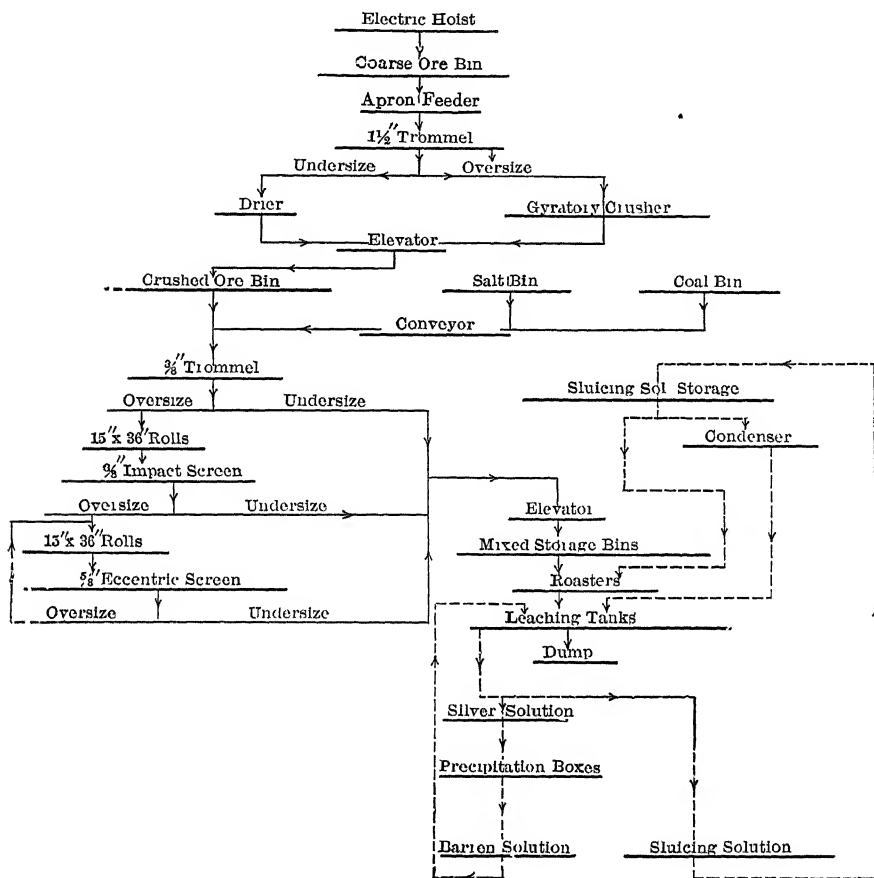 Electric Hoist
Coarse Ore Bin
Apron Feeder
1½" Trommel
Undersize Oversize
Drier Gyratory Crusher
Elevator
Crushed Ore Bin Salt Bin Coal Bin
Conveyor
⅜" Trommel
Sluicing Sol Storage
Oversize Undersize
Condenser
15" x 36" Rolls
Impact Screen
Oversize Undersize
Elevator
15" x 36" Rolls
Mixed Storage Bins
⅝" Eccentric Screen
Roasters
Oversize Undersize
Leaching Tanks
Dump
Silver Solution
Precipitation Boxes
Barren Solution Sluicing Solution